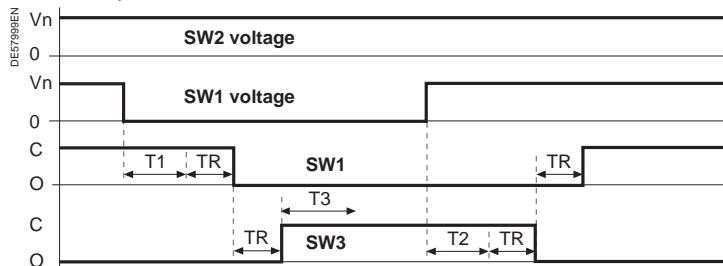 DE57999EN
Vn
SW2 voltage
0
Vn
SW1 voltage
0
C
T1 TR SW1 TR
O
T3
C
TR SW3 T2 TR
O